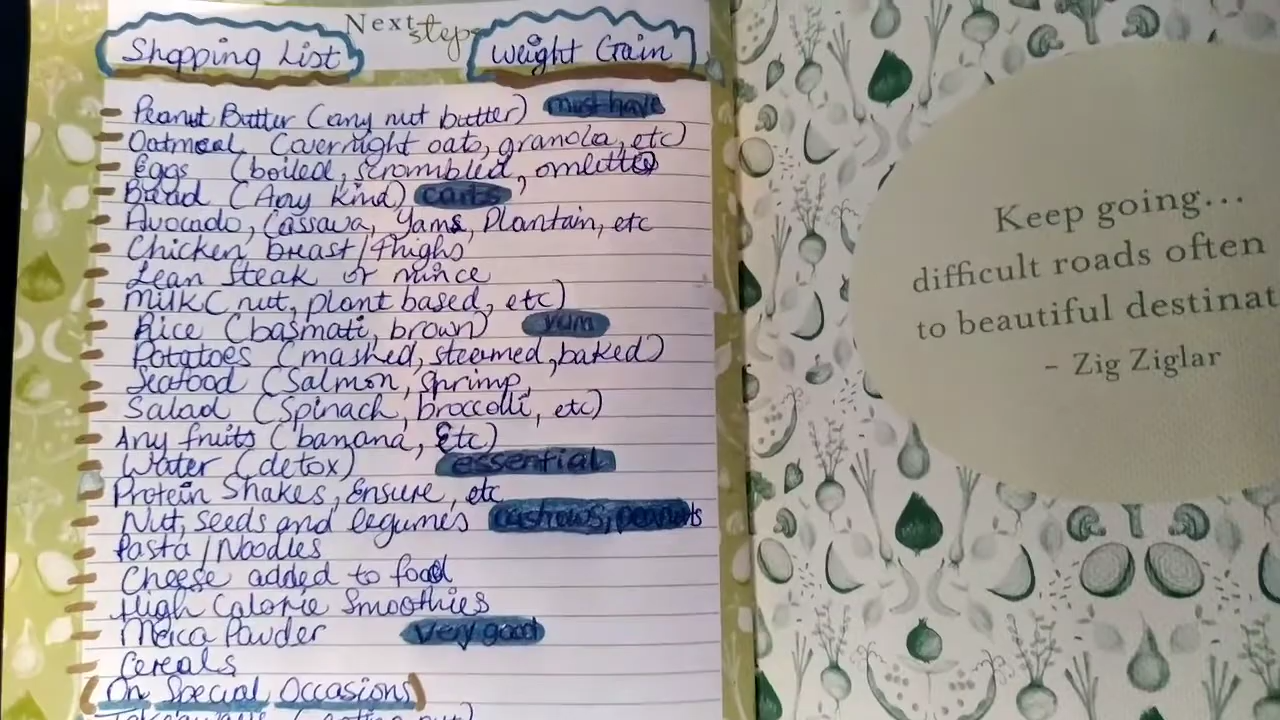 Next steps
Shopping List
Weight Gain
Peanut Butter (any nut butter) must have
Oatmeal (overnight oats, granola, etc)
Eggs (boiled, scrambled, omlette)
Bread (Any Kind) carbs
Avocado, Cassava, Yams, Plantain, etc
Chicken breast/thighs
Lean Steak or mince
Milk (nut, plant based, etc)
Rice (basmati, brown) yum
Potatoes (mashed, steamed, baked)
Seafood (Salmon, Shrimp,
Salad (Spinach, broccolli, etc)
Any fruits (banana, Etc)
Water (detox) essential
Protein Shakes, Ensure, etc
Nut, seeds and legumes cashews, peanuts
Pasta/Noodles
Cheese added to food
High Calorie Smoothies
Maca Powder Very good
Cereals
(On Special Occasions)
Keep going...
difficult roads often
to beautiful destinat
- Zig Ziglar